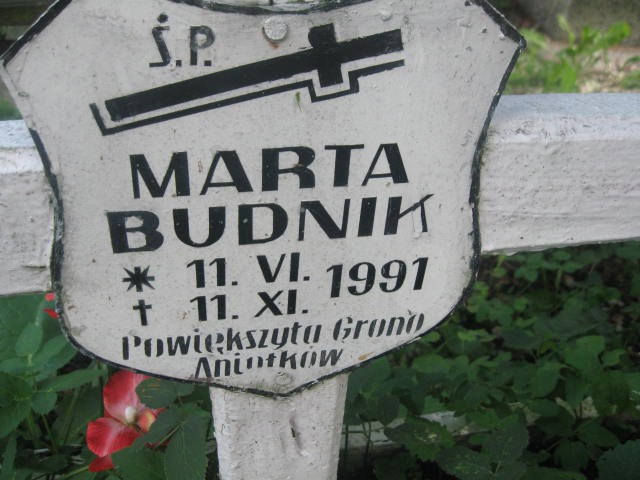 Ś.P.
MARTA
BUDNIK
* 11. VI. 1991
† 11. XI.
Powiększyła Grono
Aniołków